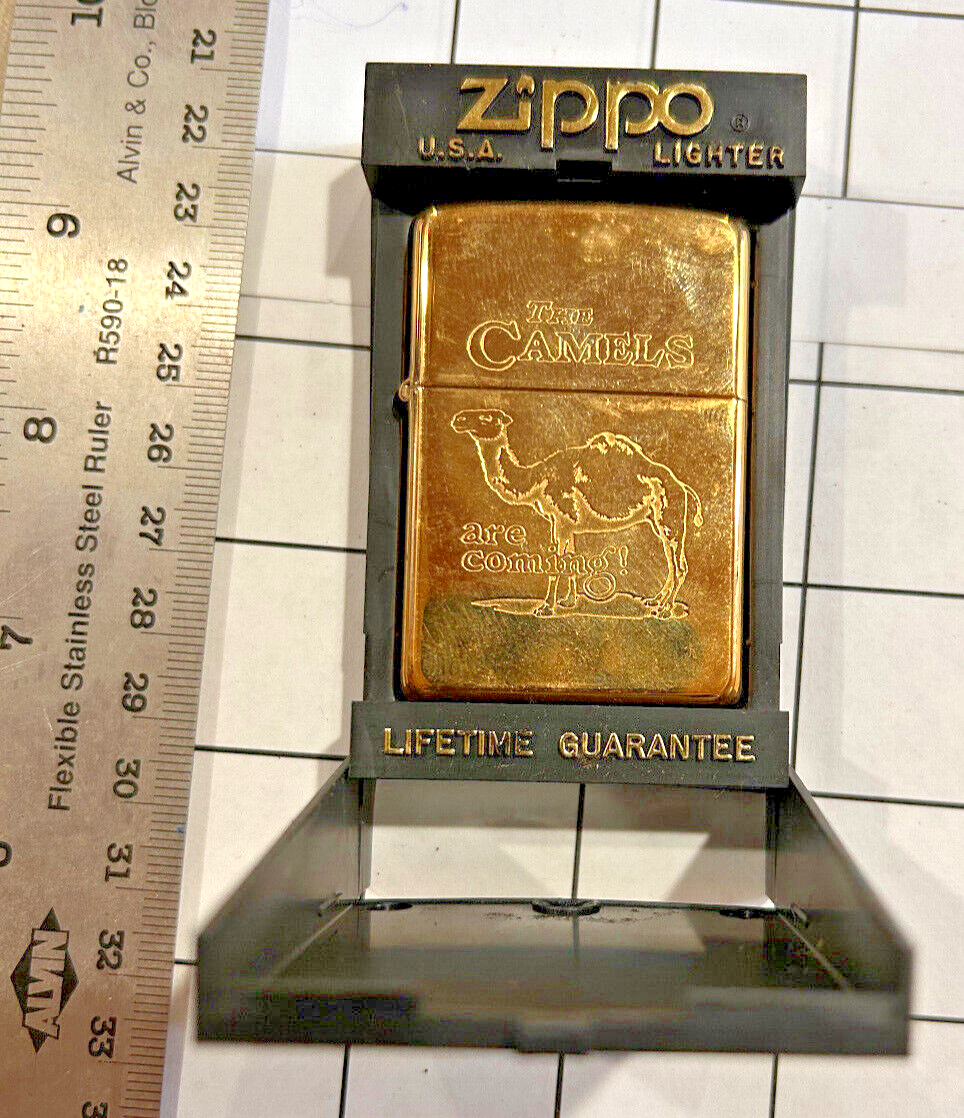 Zippo ®
U.S.A. LIGHTER
THE
CAMELS
are
coming!
LIFETIME GUARANTEE
Flexible Stainless Steel Ruler R590-18 Alvin & Co.,
ALVIN
10
9
8
7
21
22
23
24
25
26
27
28
29
30
31
32
33